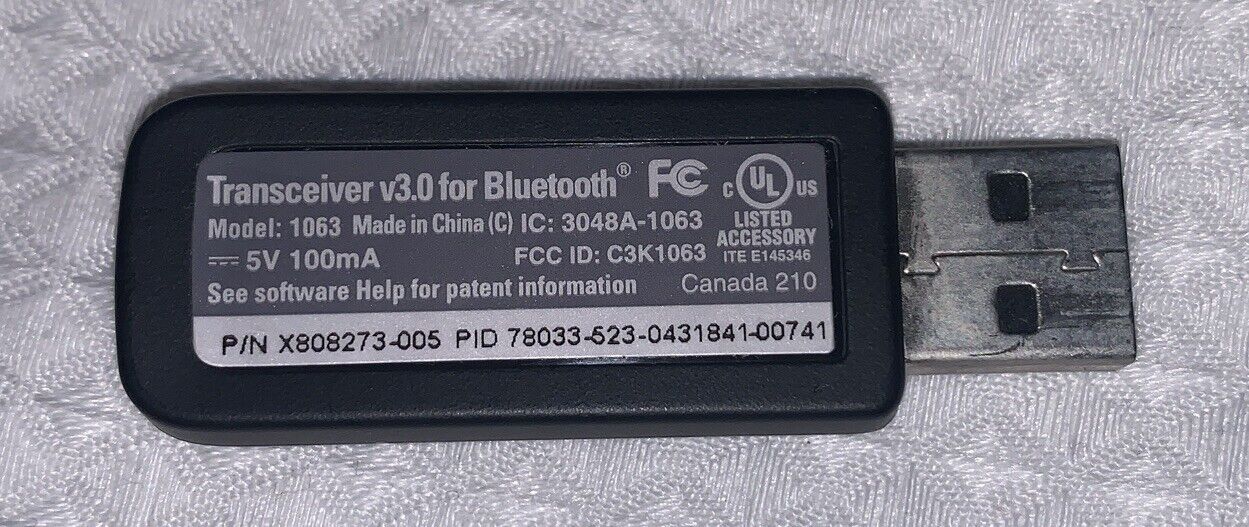 Transceiver v3.0 for Bluetooth® FC c UL US
Model: 1063 Made in China (C) IC: 3048A-1063 LISTED
ACCESSORY
5V 100mA FCC ID: C3K1063 ITE E145346
See software Help for patent information Canada 210
P/N X808273-005 PID 78033-523-0431841-00741